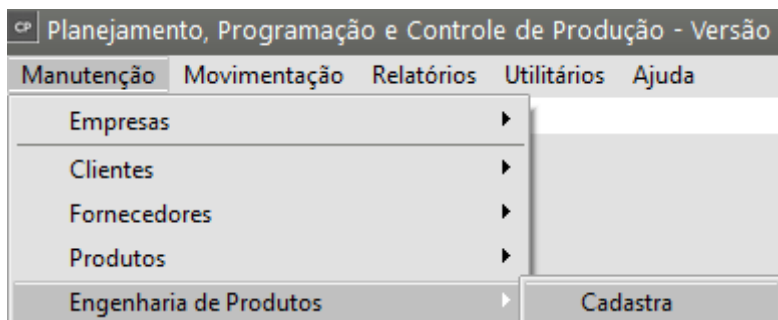 CP Planejamento, Programação e Controle de Produção - Versão
Manutenção Movimentação Relatórios Utilitários Ajuda
Empresas
Clientes
Fornecedores
Produtos
Engenharia de Produtos Cadastra